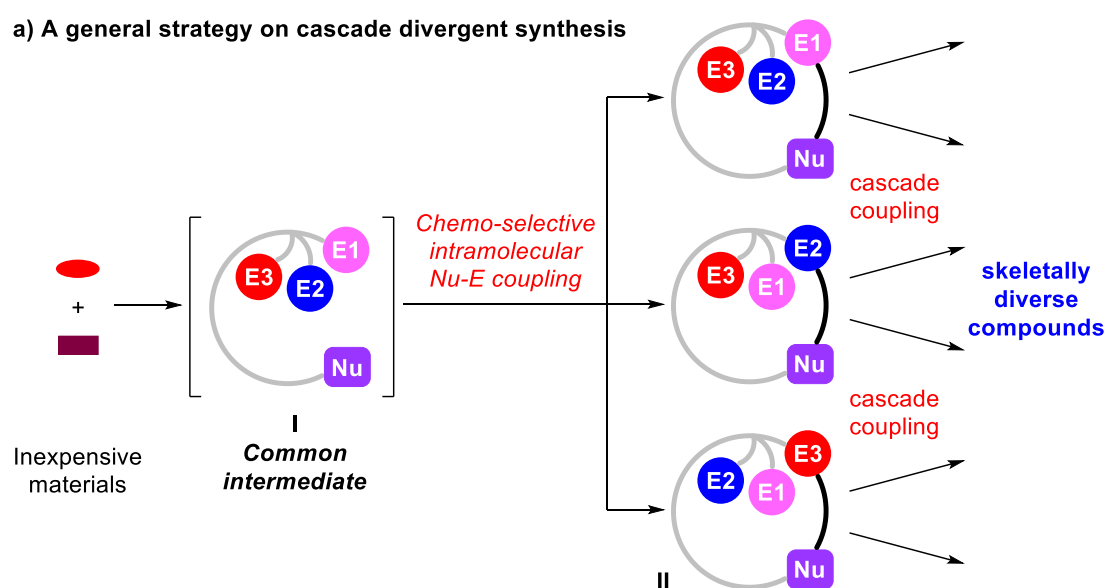 a) A general strategy on cascade divergent synthesis
E1
E3
E2
Nu
cascade
coupling
Chemo-selective
intramolecular
Nu-E coupling
E1
E3
E2
+
Nu
I
Common
intermediate
Inexpensive
materials
E2
E3
E1
Nu
skeletally
diverse
compounds
cascade
coupling
E3
E2
E1
Nu
II